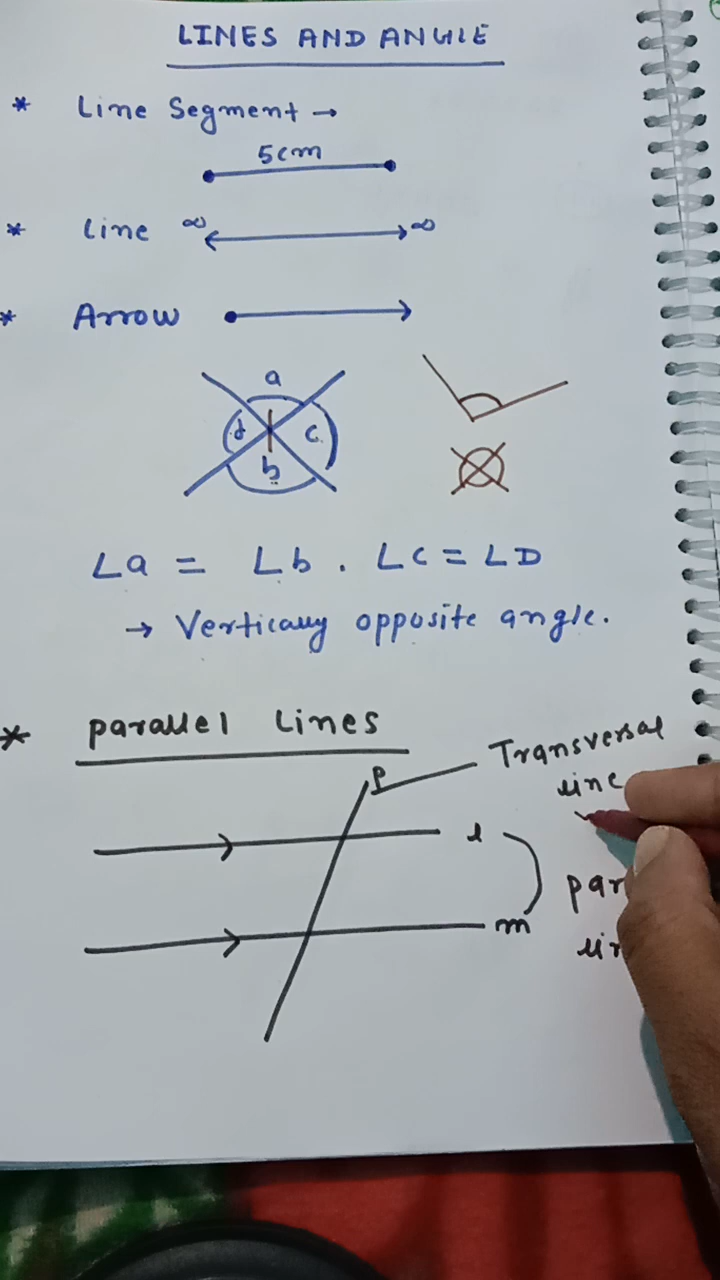 LINES AND ANGLE
* Line Segment →
5cm
* Line ∞ ∞
* Arrow
a
d c
b
∠a = ∠b . ∠c = ∠D
→ Vertically opposite angle.
* parallel Lines
P Transversal
line
l
m